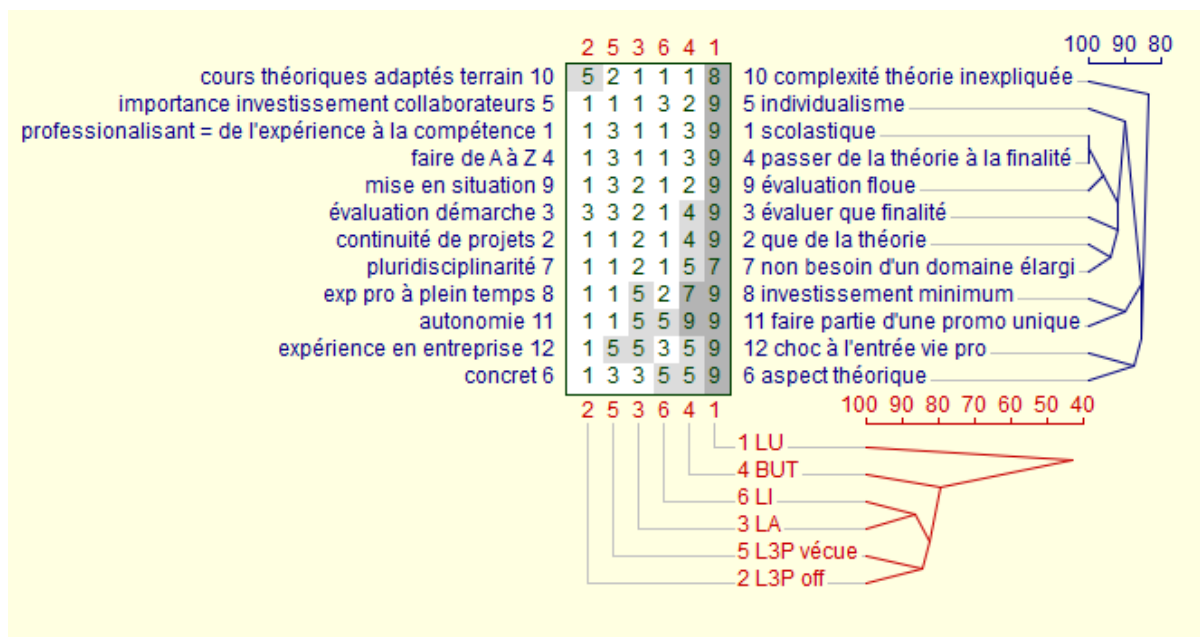 2 5 3 6 4 1 100 90 80
cours théoriques adaptés terrain 10 5 2 1 1 1 8 10 complexité théorie inexpliquée
importance investissement collaborateurs 5 1 1 1 3 2 9 5 individualisme
professionalisant = de l'expérience à la compétence 1 1 3 1 1 3 9 1 scolastique
faire de A à Z 4 1 3 1 1 3 9 4 passer de la théorie à la finalité
mise en situation 9 1 3 2 1 2 9 9 évaluation floue
évaluation démarche 3 3 3 2 1 4 9 3 évaluer que finalité
continuité de projets 2 1 1 2 1 4 9 2 que de la théorie
pluridisciplinarité 7 1 1 2 1 5 7 7 non besoin d'un domaine élargi
exp pro à plein temps 8 1 1 5 2 7 9 8 investissement minimum
autonomie 11 1 1 5 5 9 9 11 faire partie d'une promo unique
expérience en entreprise 12 1 5 5 3 5 9 12 choc à l'entrée vie pro
concret 6 1 3 3 5 5 9 6 aspect théorique
2 5 3 6 4 1 100 90 80 70 60 50 40
1 LU
4 BUT
6 LI
3 LA
5 L3P vécue
2 L3P off